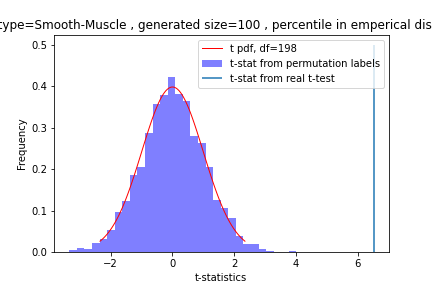 type=Smooth-Muscle , generated size=100 , percentile in emperical dis
t pdf, df=198
t-stat from permutation labels
t-stat from real t-test
0.5
0.4
0.3
0.2
0.1
0.0
Frequency
−2
0
2
4
6
t-statistics